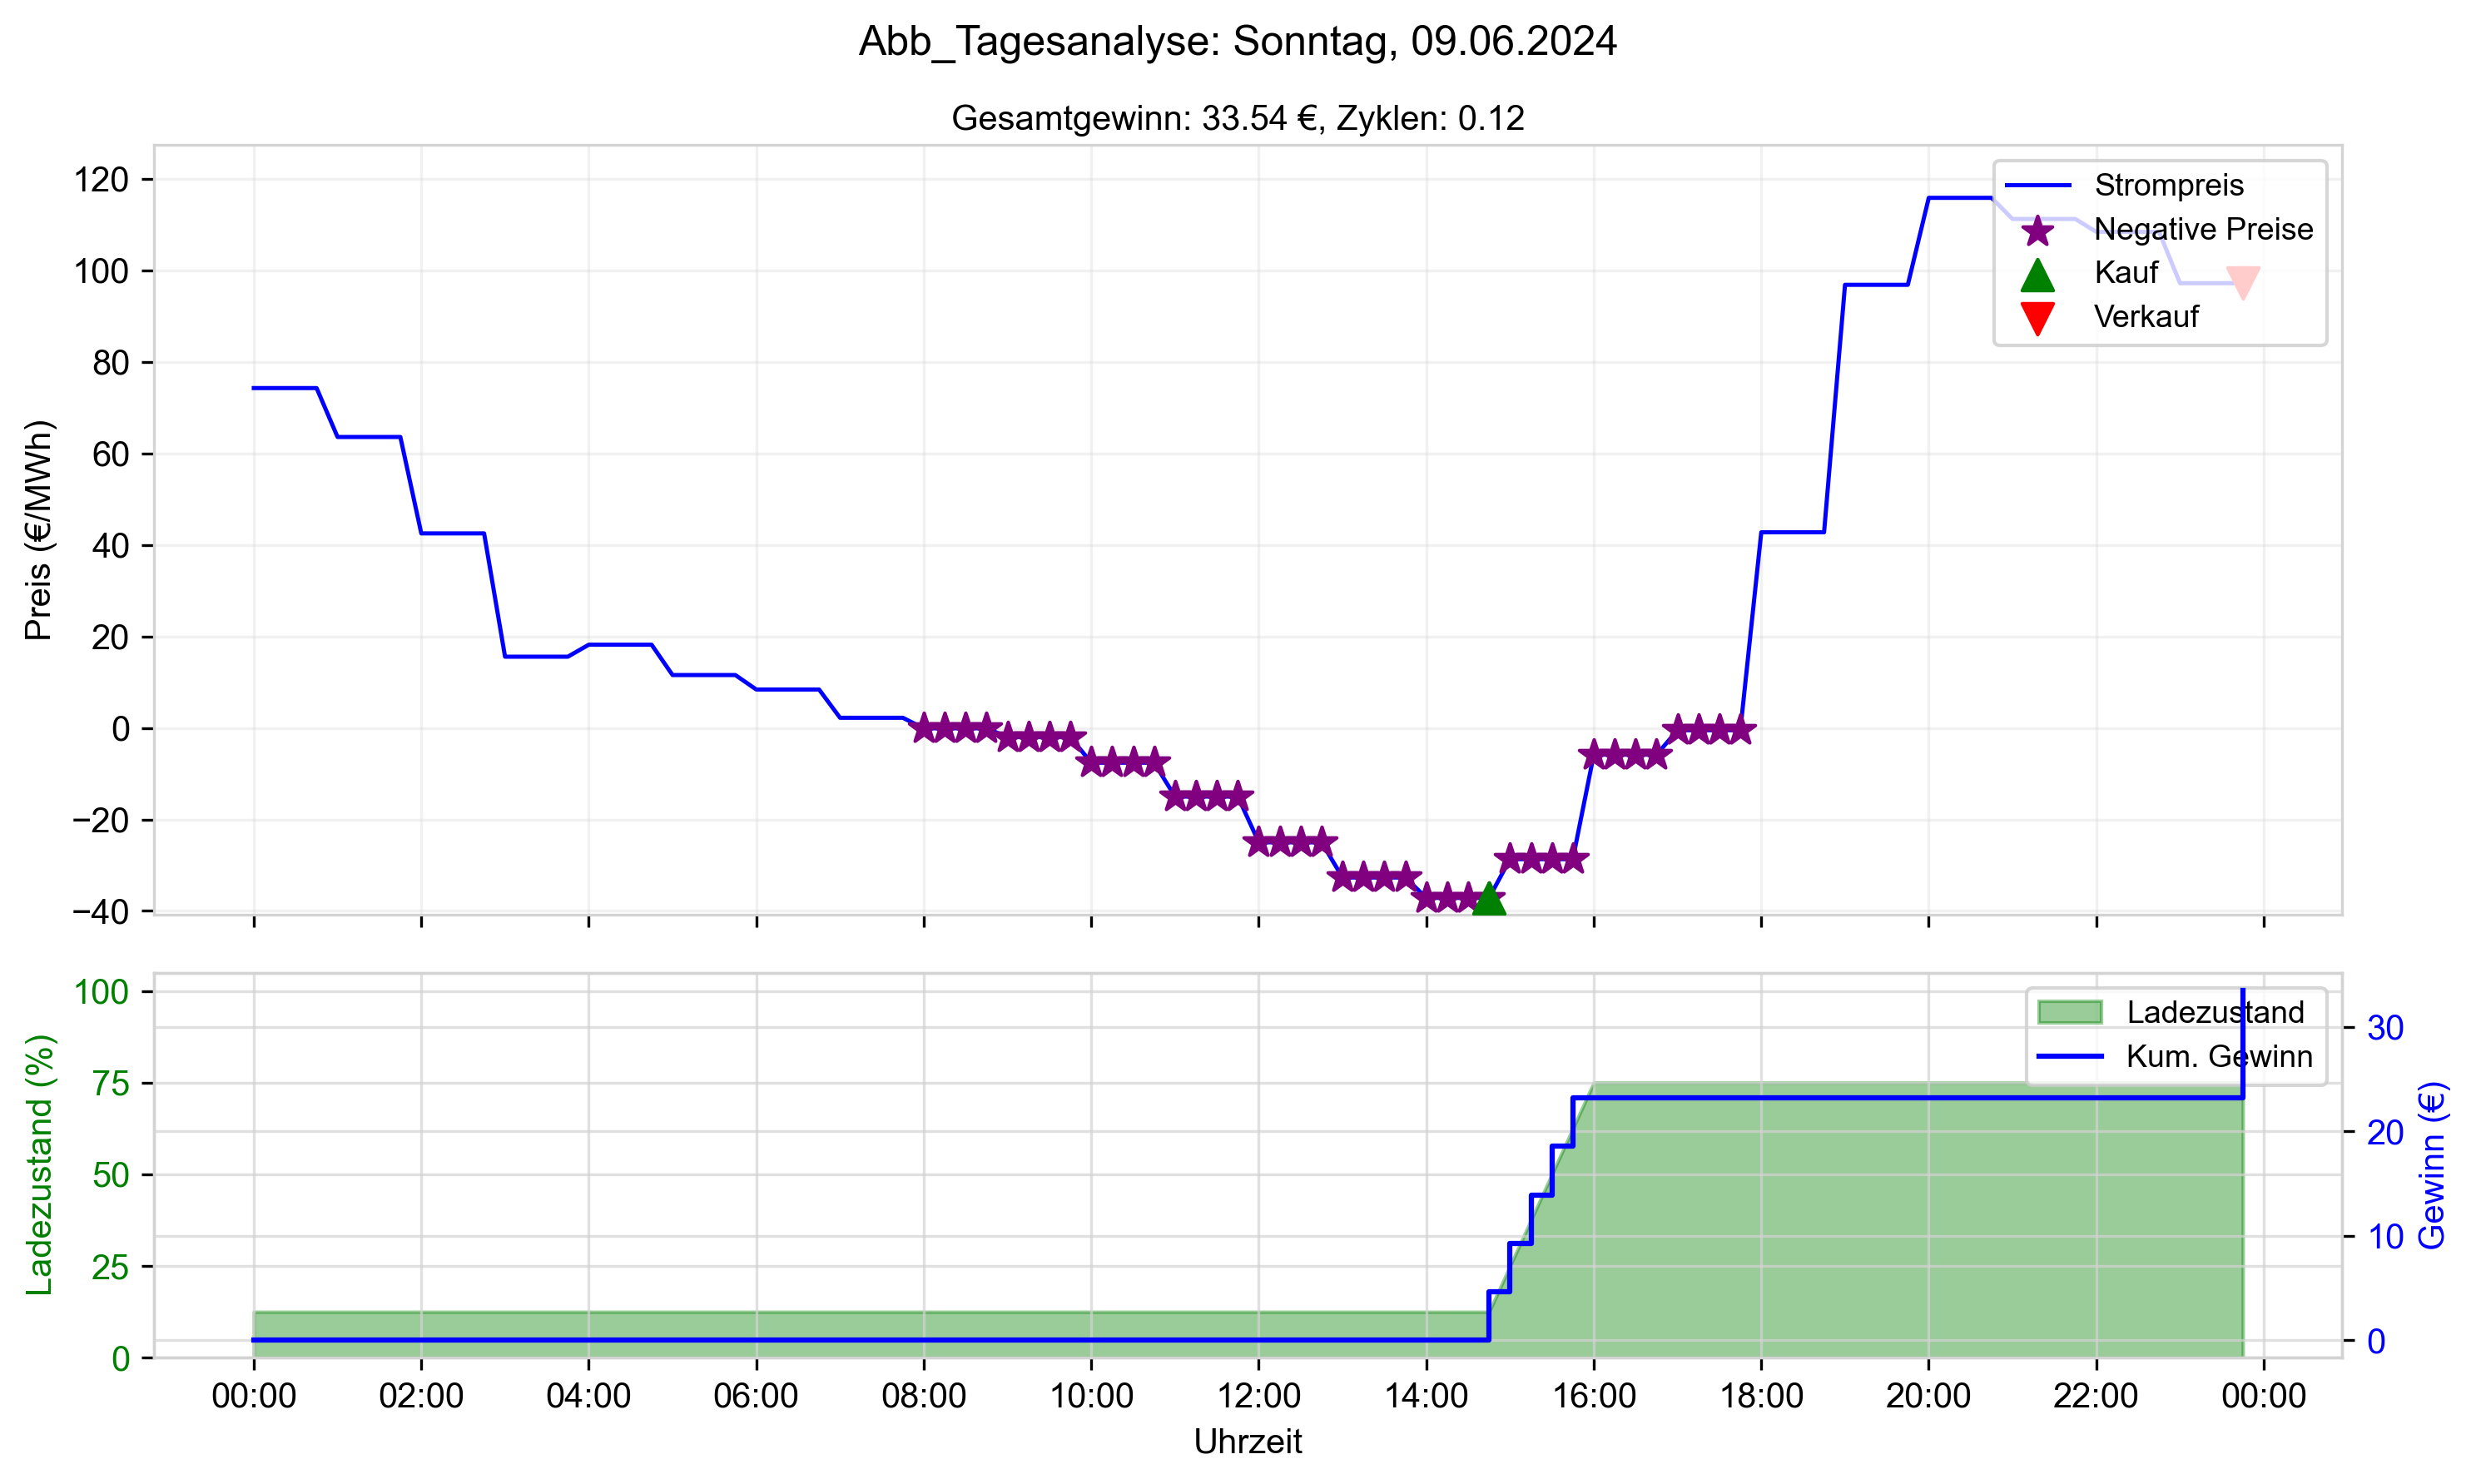 Abb_Tagesanalyse: Sonntag, 09.06.2024
Gesamtgewinn: 33.54 €, Zyklen: 0.12
Preis (€/MWh)
120
100
80
60
40
20
0
−20
−40
Strompreis
Negative Preise
Kauf
Verkauf
Ladezustand (%)
100
75
50
25
0
Ladezustand
Kum. Gewinn
30
20
10
0
Gewinn (€)
00:00 02:00 04:00 06:00 08:00 10:00 12:00 14:00 16:00 18:00 20:00 22:00 00:00
Uhrzeit